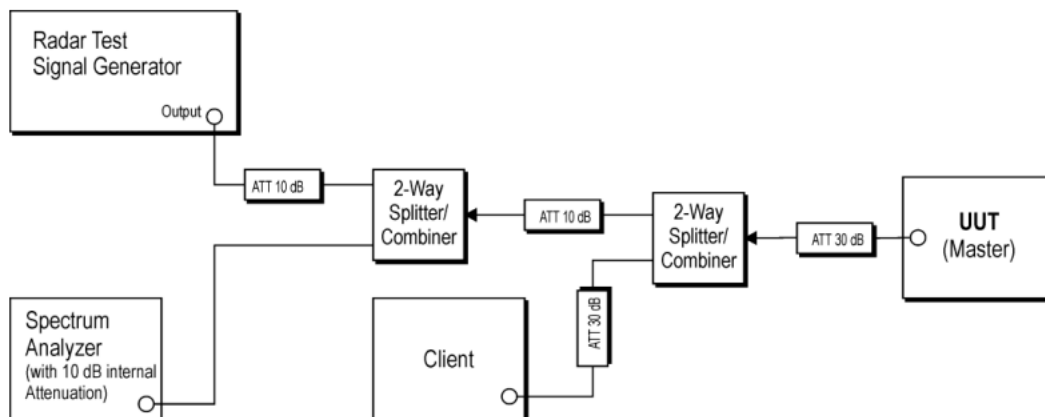 Radar Test
Signal Generator
Output
ATT 10 dB
2-Way
Splitter/
Combiner
ATT 10 dB
2-Way
Splitter/
Combiner
ATT 30 dB
UUT
(Master)
Spectrum
Analyzer
(with 10 dB internal
Attenuation)
Client
ATT 30 dB